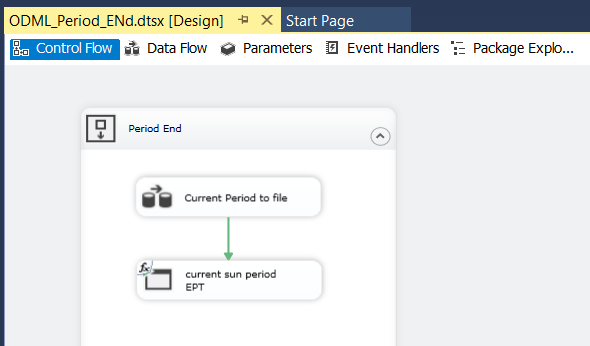 ODML_Period_ENd.dtsx [Design] Start Page
Control Flow Data Flow Parameters Event Handlers Package Explo...
Period End
Current Period to file
fx
current sun period
EPT